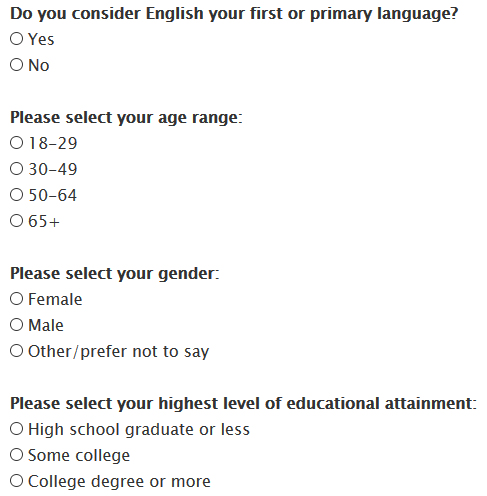 Do you consider English your first or primary language?
Yes
No
Please select your age range:
18-29
30-49
50-64
65+
Please select your gender:
Female
Male
Other/prefer not to say
Please select your highest level of educational attainment:
High school graduate or less
Some college
College degree or more